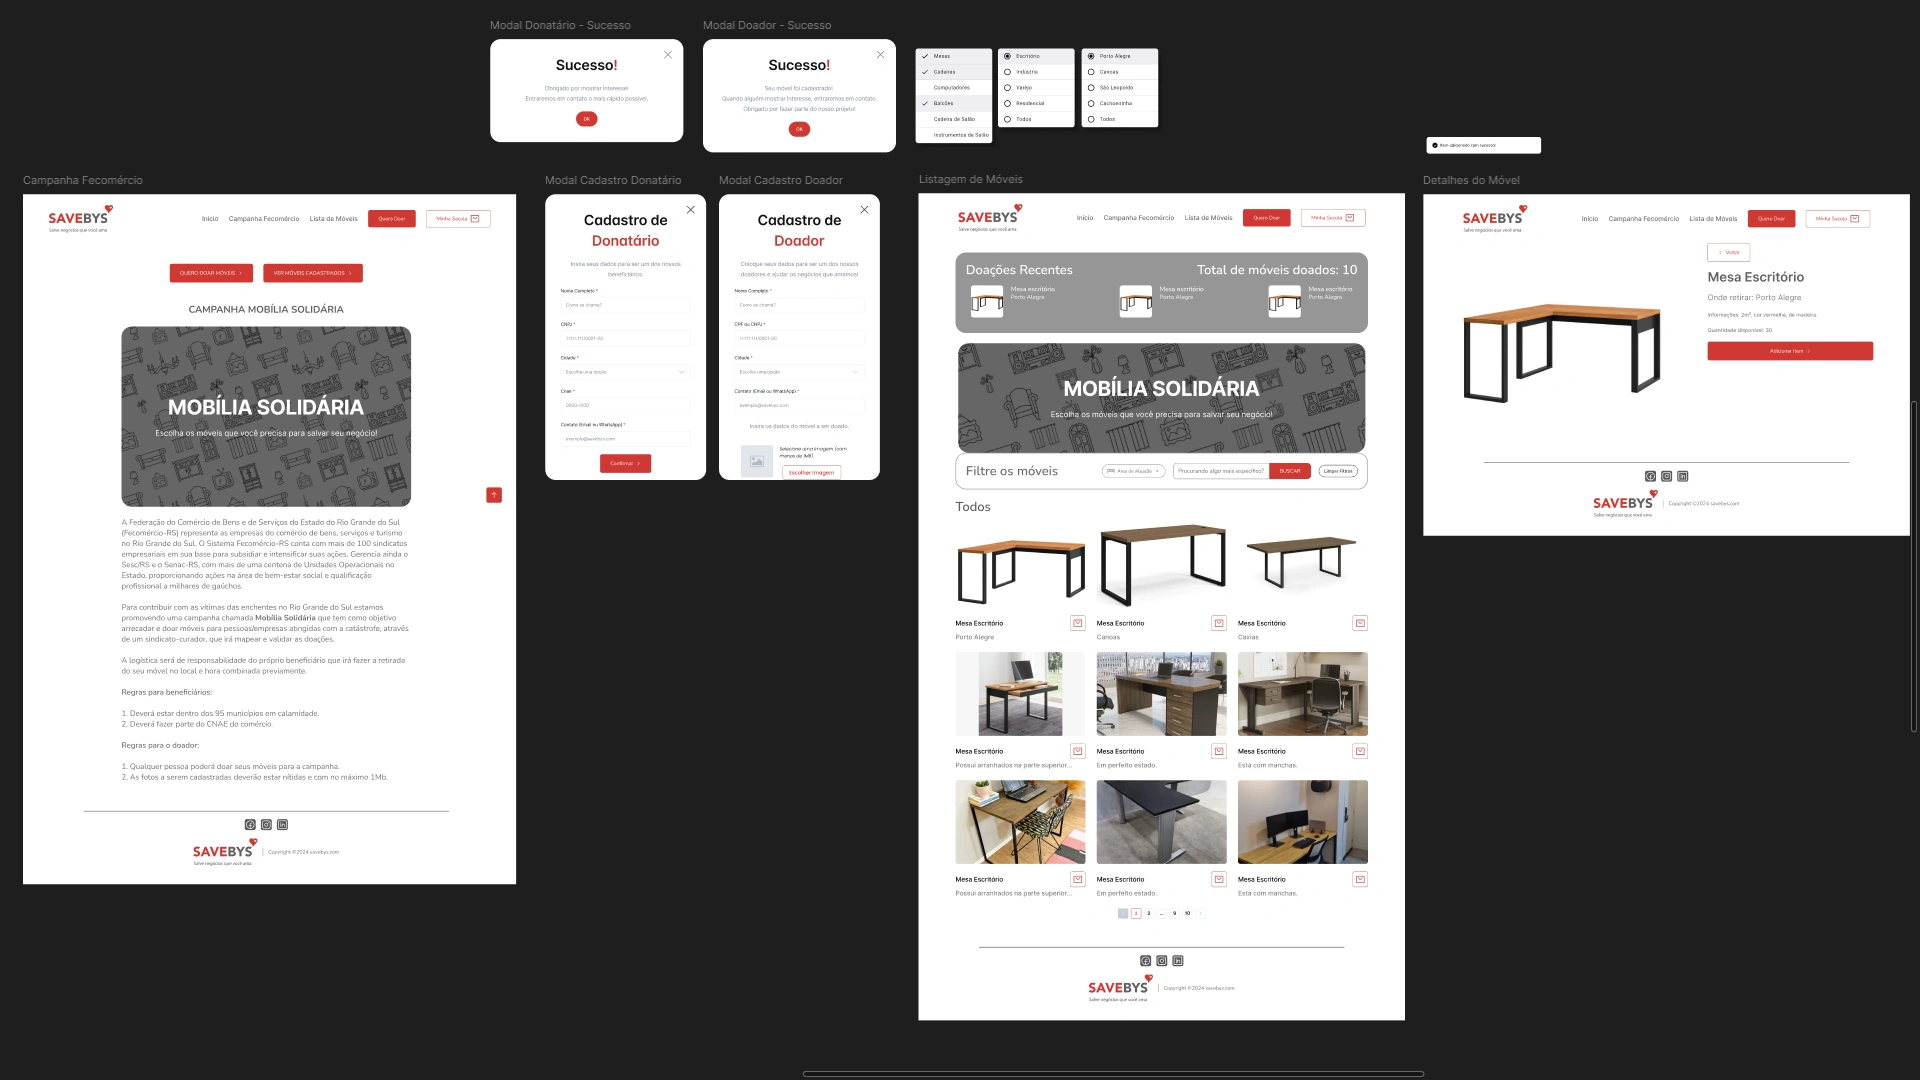 Modal Donatário - Sucesso
Sucesso!
Obrigado por mostrar interesse!
Entraremos em contato o mais rápido possível.
OK
Modal Doador - Sucesso
Sucesso!
Seu móvel foi cadastrado!
Quando alguém mostrar interesse, entraremos em contato.
Obrigado por fazer parte do nosso projeto!
OK
Mesas
Cadeiras
Computadores
Balcões
Cadeira de Salão
Instrumentos de Salão
Escritório
Indústria
Varejo
Residencial
Todos
Porto Alegre
Canoas
São Leopoldo
Cachoeirinha
Todos
Item adicionado com sucesso!
Campanha Fecomércio
SAVEBYS
Salve negócios que você ama
Início
Campanha Fecomércio
Lista de Móveis
Quero Doar
Minha Sacola
QUERO DOAR MÓVEIS
VER MÓVEIS CADASTRADOS
CAMPANHA MOBÍLIA SOLIDÁRIA
MOBÍLIA SOLIDÁRIA
Escolha os móveis que você precisa para salvar seu negócio!
A Federação do Comércio de Bens e de Serviços do Estado do Rio Grande do Sul
(Fecomércio-RS) representa as empresas do comércio de bens, serviços e turismo
no Rio Grande do Sul. O Sistema Fecomércio-RS conta com mais de 100 sindicatos
empresariais em sua base para subsidiar e intensificar suas ações. Gerencia ainda o
Sesc/RS e o Senac-RS, com mais de uma centena de Unidades Operacionais no
Estado, proporcionando ações na área de bem-estar social e qualificação
profissional a milhares de gaúchos.
Para contribuir com as vítimas das enchentes no Rio Grande do Sul estamos
promovendo uma campanha chamada Mobília Solidária que tem como objetivo
arrecadar e doar móveis para pessoas/empresas atingidas com a catástrofe, através
de um sindicato-curador, que irá mapear e validar as doações.
A logística será de responsabilidade do próprio beneficiário que irá fazer a retirada
do seu móvel no local e hora combinada previamente.
Regras para beneficiários:
1. Deverá estar dentro dos 95 municípios em calamidade.
2. Deverá fazer parte do CNAE do comércio.
Regras para o doador:
1. Qualquer pessoa poderá doar seus móveis para a campanha.
2. As fotos a serem cadastradas deverão estar nítidas e com no máximo 1Mb.
SAVEBYS
Salve negócios que você ama
Copyright ©2024 savebys.com
Modal Cadastro Donatário
Cadastro de
Donatário
Insira seus dados para ser um dos nossos
beneficiários.
Nome Completo *
Como se chama?
CNPJ *
11.111.111/0001-00
Cidade *
Escolha uma opção
Cnae *
0000-0/00
Contato (Email ou WhatsApp) *
exemplo@savebys.com
Confirmar
Modal Cadastro Doador
Cadastro de
Doador
Coloque seus dados para ser um dos nossos
doadores e ajudar os negócios que amamos!
Nome Completo *
Como se chama?
CPF ou CNPJ *
11.111.111/0001-00
Cidade *
Escolha uma opção
Contato (Email ou WhatsApp) *
exemplo@savebys.com
Insira os dados do móvel a ser doado.
Selecione uma imagem (com
menos de 1MB).
Escolher Imagem
Listagem de Móveis
SAVEBYS
Salve negócios que você ama
Início
Campanha Fecomércio
Lista de Móveis
Quero Doar
Minha Sacola
Doações Recentes
Total de móveis doados: 10
Mesa escritório
Porto Alegre
Mesa escritório
Porto Alegre
Mesa escritório
Porto Alegre
MOBÍLIA SOLIDÁRIA
Escolha os móveis que você precisa para salvar seu negócio!
Filtre os móveis
Área de Atuação
Procurando algo mais específico?
BUSCAR
Limpar Filtros
Todos
Mesa Escritório
Porto Alegre
Mesa Escritório
Canoas
Mesa Escritório
Caxias
Mesa Escritório
Possui arranhados na parte superior...
Mesa Escritório
Em perfeito estado.
Mesa Escritório
Está com manchas.
Mesa Escritório
Possui arranhados na parte superior...
Mesa Escritório
Em perfeito estado.
Mesa Escritório
Está com manchas.
1 2 ... 9 10
SAVEBYS
Salve negócios que você ama
Copyright ©2024 savebys.com
Detalhes do Móvel
SAVEBYS
Salve negócios que você ama
Início
Campanha Fecomércio
Lista de Móveis
Quero Doar
Minha Sacola
Voltar
Mesa Escritório
Onde retirar: Porto Alegre
Informações: 2m², cor vermelha, de madeira.
Quantidade disponível: 30
Adicionar Item
SAVEBYS
Salve negócios que você ama
Copyright ©2024 savebys.com